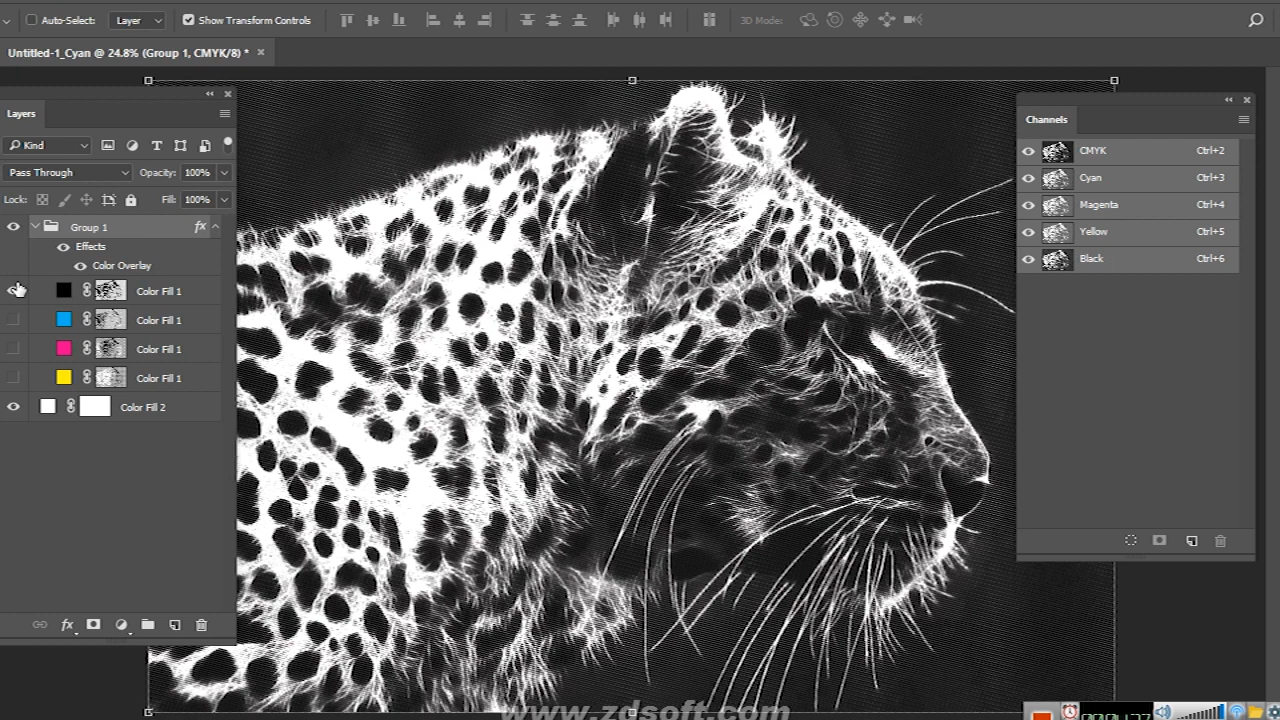 Auto-Select: Layer Show Transform Controls 3D Mode:
Untitled-1_Cyan @ 24.8% (Group 1, CMYK/8) * ×
Layers
Kind
Pass Through Opacity: 100%
Lock: Fill: 100%
Group 1 fx
Effects
Color Overlay
Color Fill 1
Color Fill 1
Color Fill 1
Color Fill 1
Color Fill 2
fx
Channels
CMYK Ctrl+2
Cyan Ctrl+3
Magenta Ctrl+4
Yellow Ctrl+5
Black Ctrl+6
www.zdsoft.com